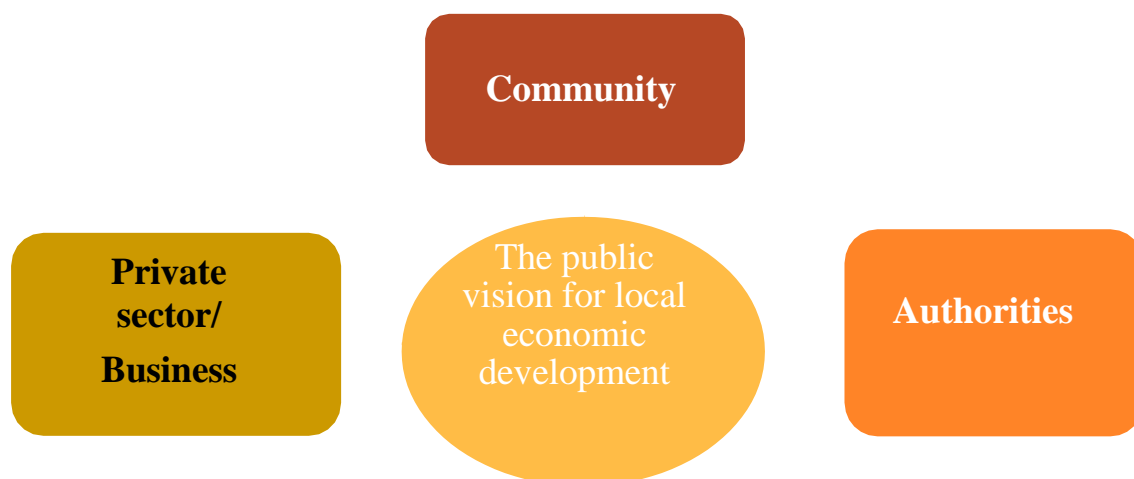 Community
Private
sector/
Business
The public
vision for local
economic
development
Authorities